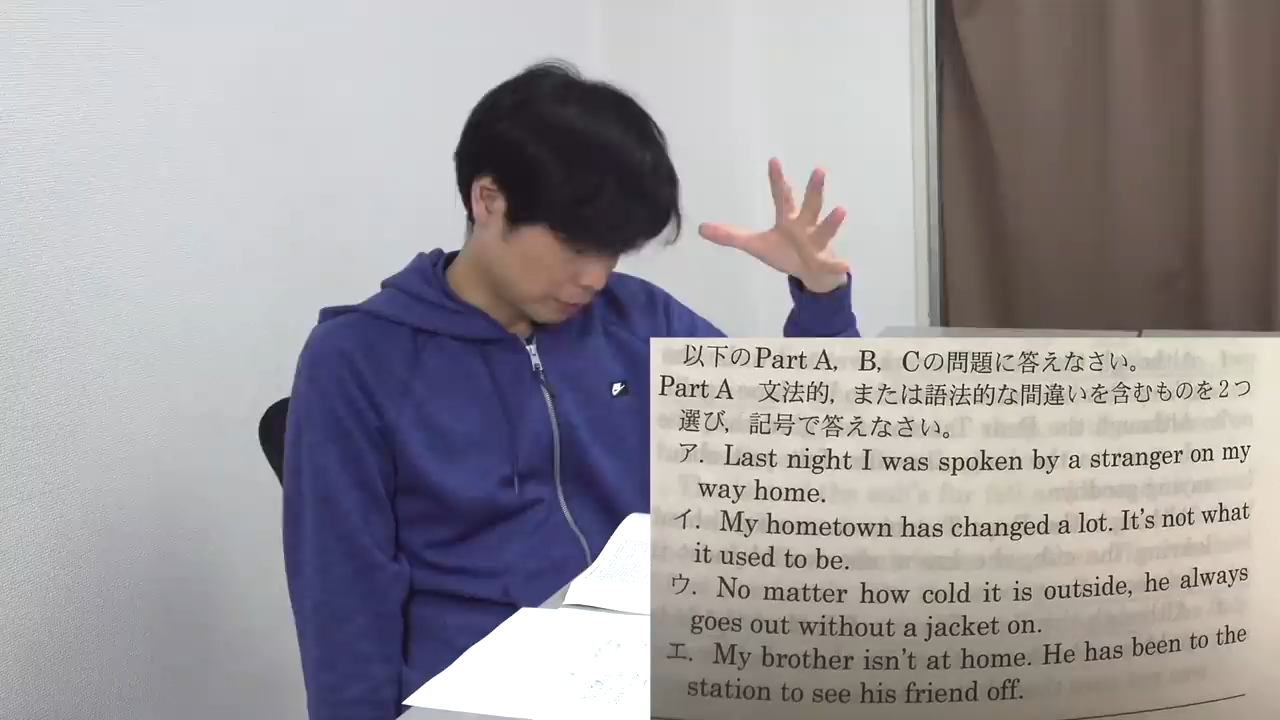 以下のPart A, B, Cの問題に答えなさい。
Part A 文法的, または語法的な間違いを含むものを2つ
選び, 記号で答えなさい。
ア. Last night I was spoken by a stranger on my
way home.
イ. My hometown has changed a lot. It's not what
it used to be.
ウ. No matter how cold it is outside, he always
goes out without a jacket on.
エ. My brother isn't at home. He has been to the
station to see his friend off.